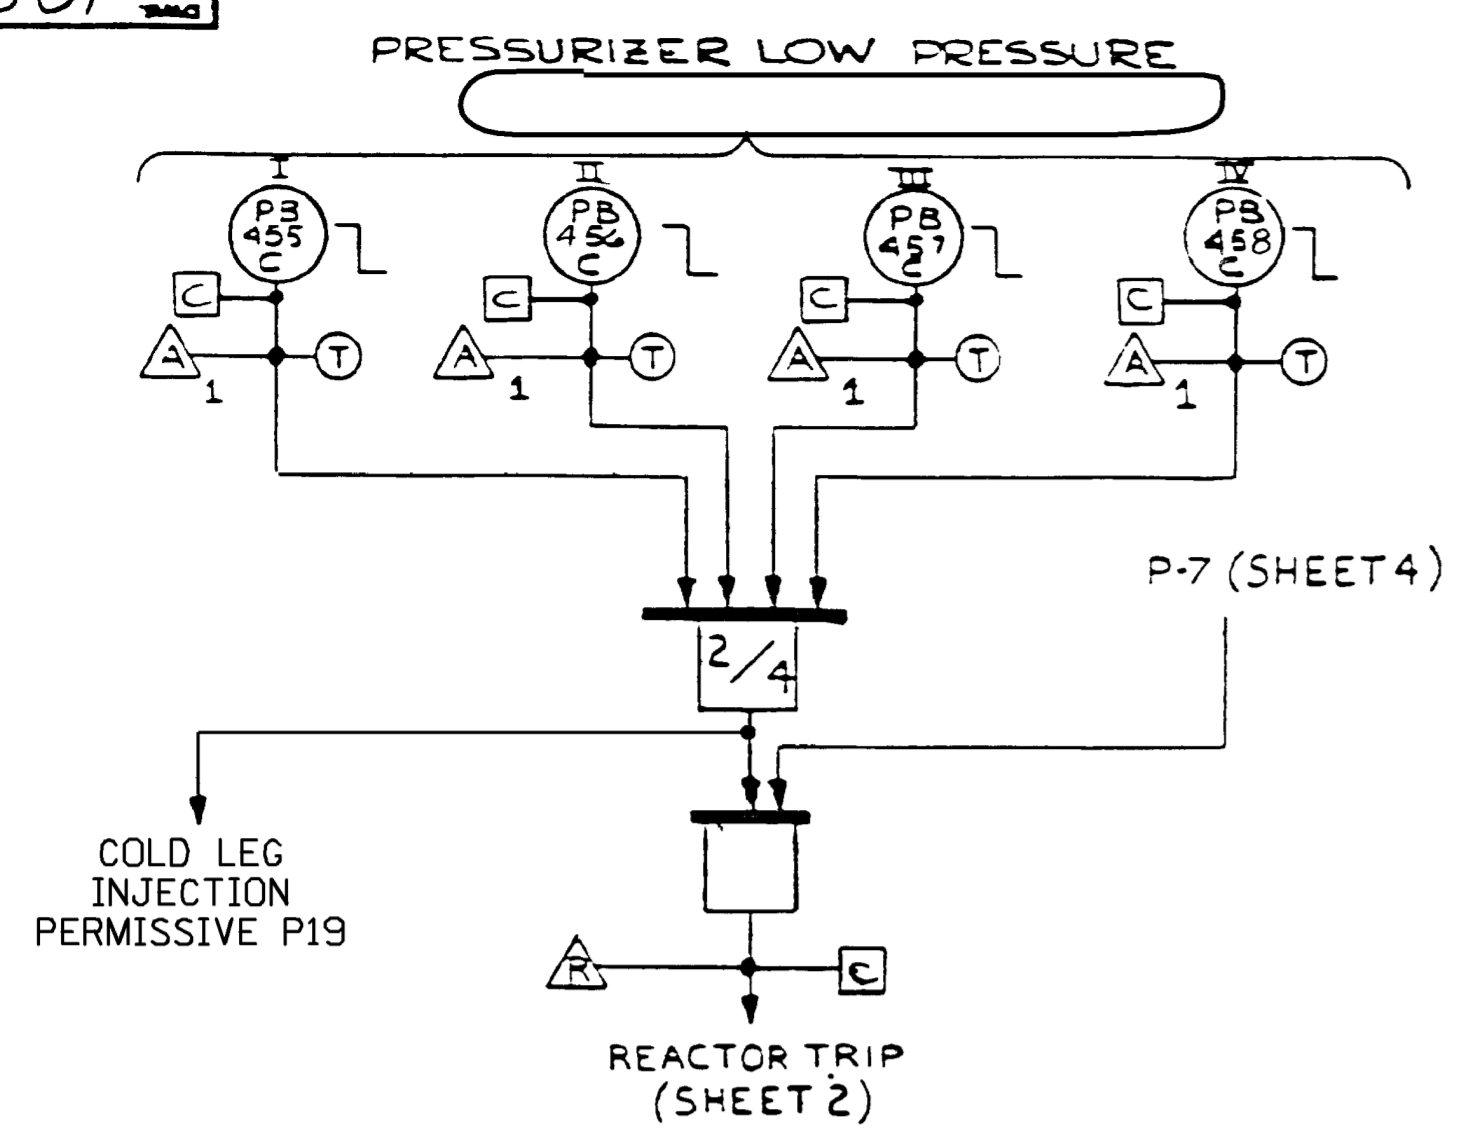 PRESSURIZER LOW PRESSURE
I II III IV
PB 455 C
PB 456 C
PB 457 C
PB 458 C
C C C C
A T A T A T A T
1 1 1 1
P-7 (SHEET 4)
2/4
COLD LEG
INJECTION
PERMISSIVE P19
R C
REACTOR TRIP
(SHEET 2)